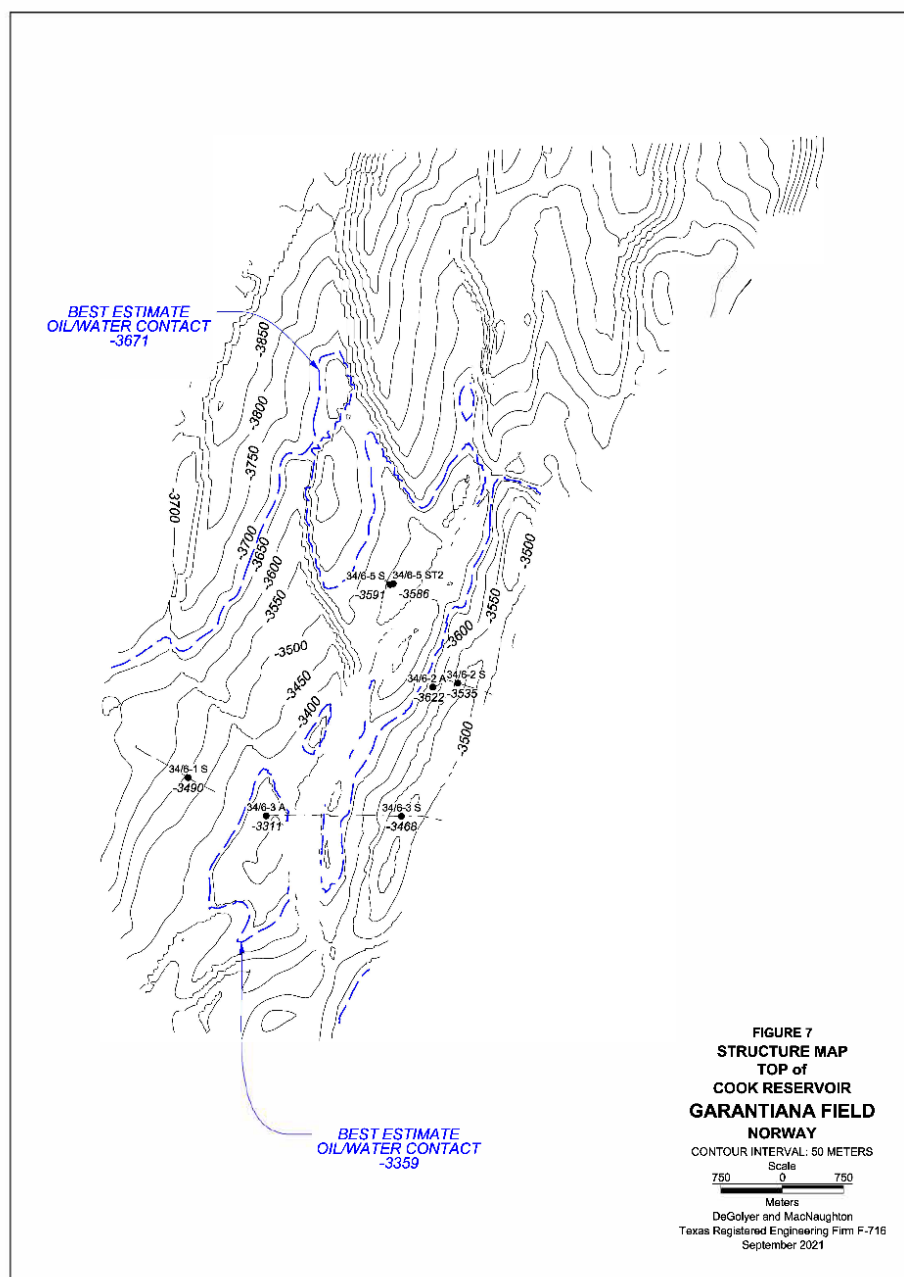 BEST ESTIMATE
OIL/WATER CONTACT
-3671
-3850
-3800
-3750
-3700
-3700
-3650
-3600
-3550
-3500
-3450
-3400
-3500
-3550
-3600
-3500
34/6-5 S
-3591
34/6-5 ST2
-3586
34/6-2 A
-3622
34/6-2 S
-3535
34/6-1 S
-3490
34/6-3 A
-3311
34/6-3 S
-3468
BEST ESTIMATE
OIL/WATER CONTACT
-3359
FIGURE 7
STRUCTURE MAP
TOP of
COOK RESERVOIR
GARANTIANA FIELD
NORWAY
CONTOUR INTERVAL: 50 METERS
Scale
750 0 750
Meters
DeGolyer and MacNaughton
Texas Registered Engineering Firm F-716
September 2021